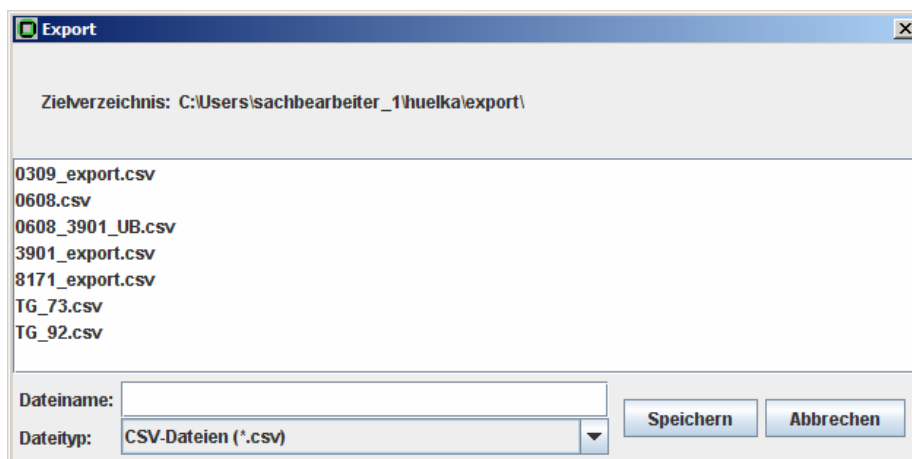 Export
Zielverzeichnis: C:\Users\sachbearbeiter_1\huelka\export\
0309_export.csv
0608.csv
0608_3901_UB.csv
3901_export.csv
8171_export.csv
TG_73.csv
TG_92.csv
Dateiname:
Speichern Abbrechen
Dateityp: CSV-Dateien (*.csv)